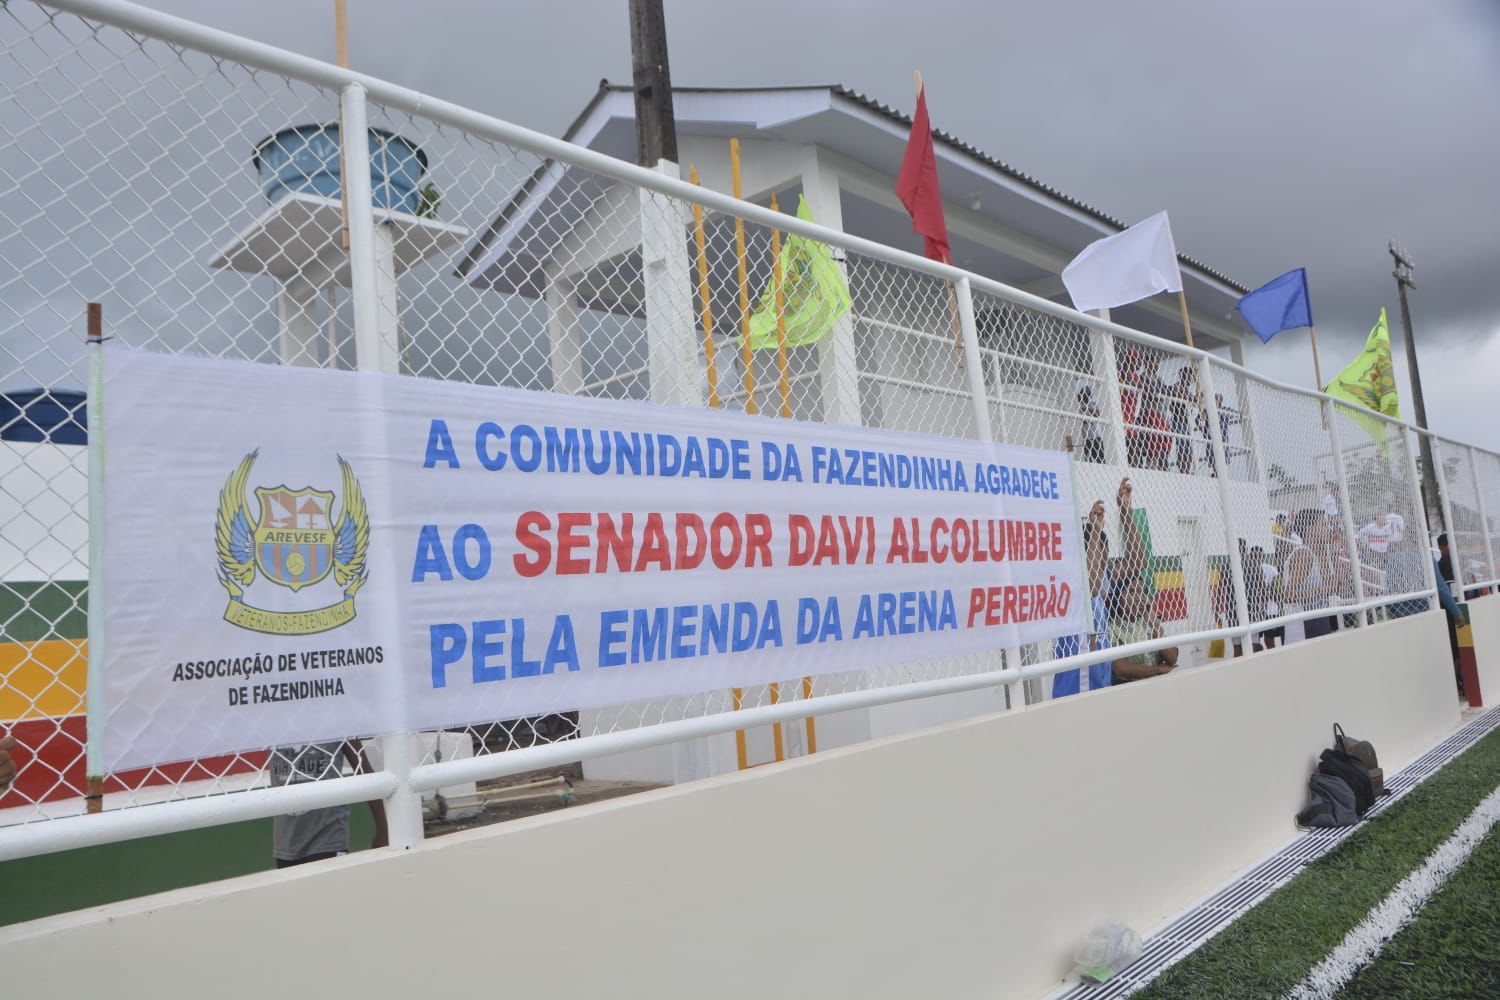 A COMUNIDADE DA FAZENDINHA AGRADECE
AO SENADOR DAVI ALCOLUMBRE
PELA EMENDA DA ARENA PEREIRÃO
AREVESF
VETERANOS-FAZENDINHA
ASSOCIAÇÃO DE VETERANOS
DE FAZENDINHA